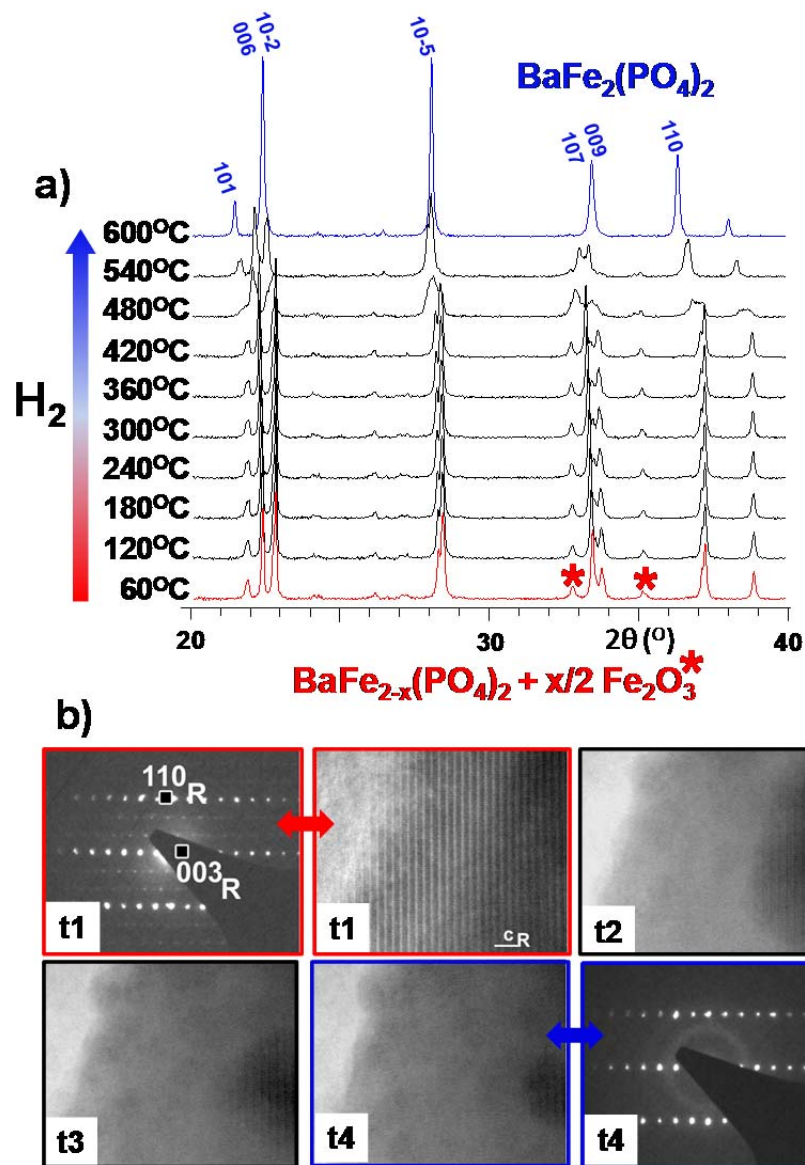 006
10-2
10-5
BaFe₂(PO₄)₂
101
107
009
110
a)
600°C
540°C
480°C
420°C
360°C
300°C
240°C
180°C
120°C
60°C
H₂
* *
20 30 2θ (°) 40
BaFe₂₋ₓ(PO₄)₂ + x/2 Fe₂O₃*
b)
110R
003R
t1
t1
cR
t2
t3
t4
t4